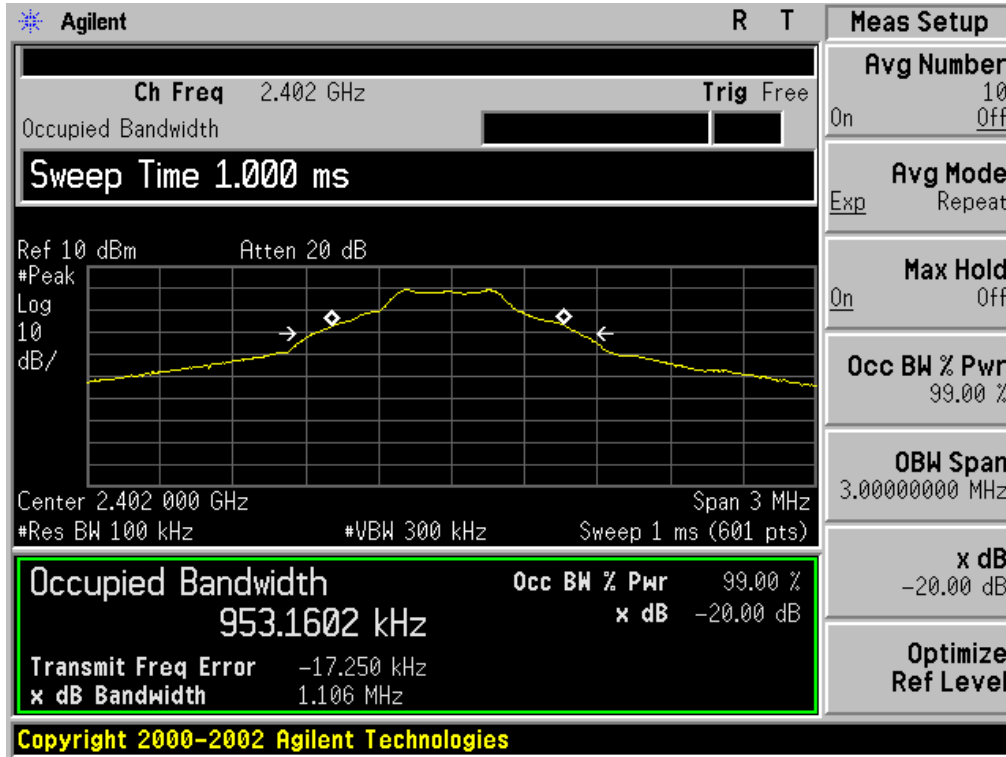 Agilent R T Meas Setup
Ch Freq 2.402 GHz Trig Free
Occupied Bandwidth
Sweep Time 1.000 ms
Ref 10 dBm Atten 20 dB
#Peak
Log
10
dB/
Center 2.402 000 GHz Span 3 MHz
#Res BW 100 kHz #VBW 300 kHz Sweep 1 ms (601 pts)
Occupied Bandwidth Occ BW % Pwr 99.00 %
953.1602 kHz x dB -20.00 dB
Transmit Freq Error -17.250 kHz
x dB Bandwidth 1.106 MHz
Copyright 2000-2002 Agilent Technologies
Avg Number
10
On Off
Avg Mode
Exp Repeat
Max Hold
On Off
Occ BW % Pwr
99.00 %
OBW Span
3.00000000 MHz
x dB
-20.00 dB
Optimize
Ref Level